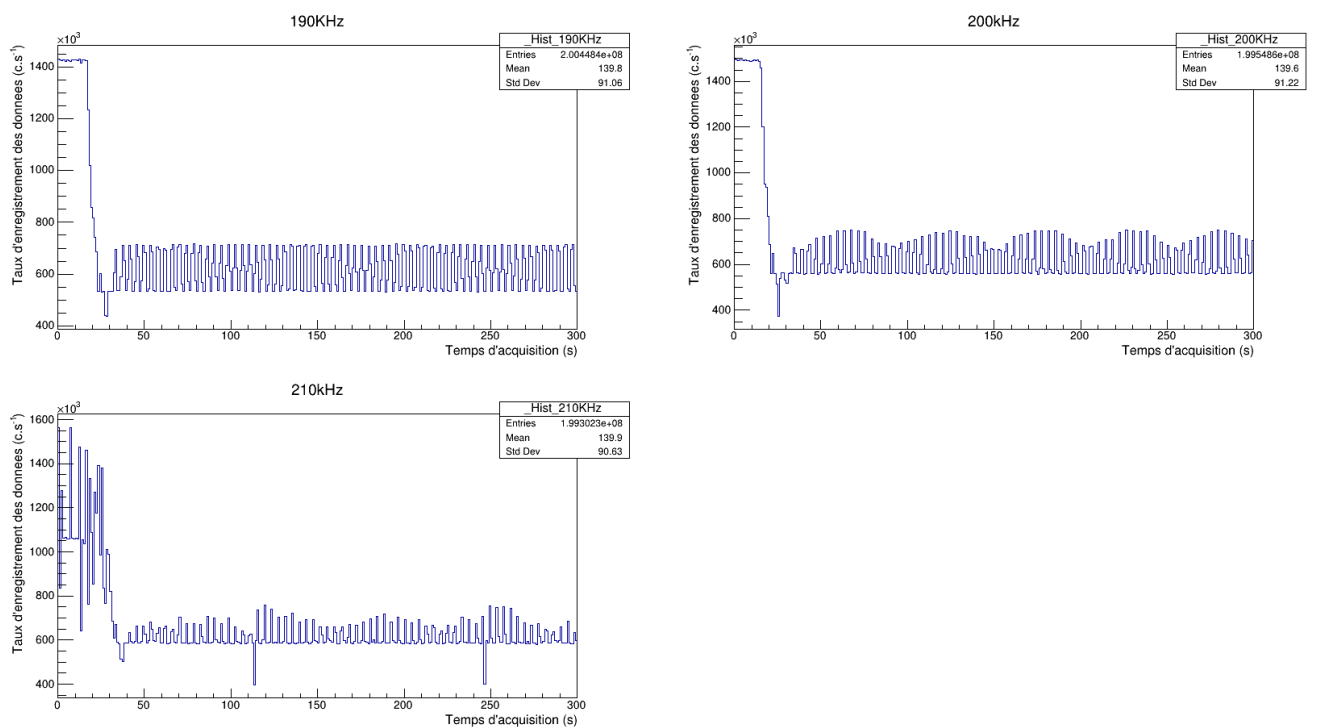 190KHz
×10³
Taux d'enregistrement des donnees (c.s⁻¹)
1400
1200
1000
800
600
400
0 50 100 150 200 250 300
Temps d'acquisition (s)
_Hist_190KHz
Entries 2.004484e+08
Mean 139.8
Std Dev 91.06
200kHz
×10³
Taux d'enregistrement des donnees (c.s⁻¹)
1400
1200
1000
800
600
400
0 50 100 150 200 250 300
Temps d'acquisition (s)
_Hist_200KHz
Entries 1.995486e+08
Mean 139.6
Std Dev 91.22
210kHz
×10³
Taux d'enregistrement des donnees (c.s⁻¹)
1600
1400
1200
1000
800
600
400
0 50 100 150 200 250 300
Temps d'acquisition (s)
_Hist_210KHz
Entries 1.993023e+08
Mean 139.9
Std Dev 90.63